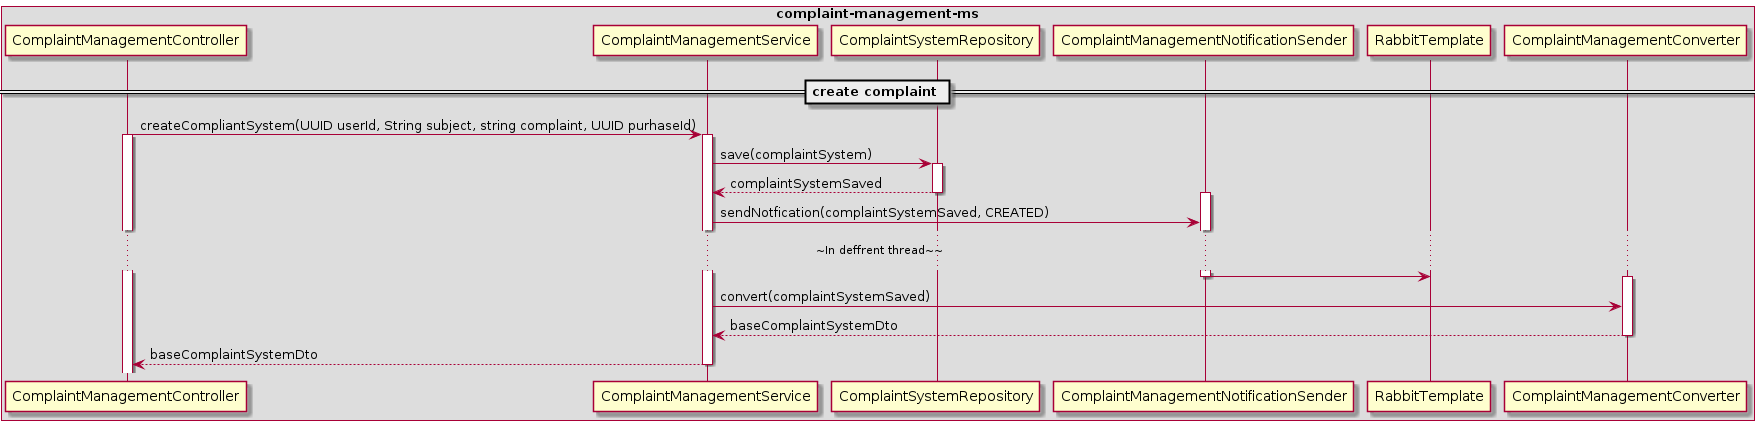 complaint-management-ms
ComplaintManagementController
ComplaintManagementService
ComplaintSystemRepository
ComplaintManagementNotificationSender
RabbitTemplate
ComplaintManagementConverter
create complaint
createCompliantSystem(UUID userId, String subject, string complaint, UUID purhaseId)
save(complaintSystem)
complaintSystemSaved
sendNotfication(complaintSystemSaved, CREATED)
~In deffrent thread~~
convert(complaintSystemSaved)
baseComplaintSystemDto
baseComplaintSystemDto
ComplaintManagementController
ComplaintManagementService
ComplaintSystemRepository
ComplaintManagementNotificationSender
RabbitTemplate
ComplaintManagementConverter